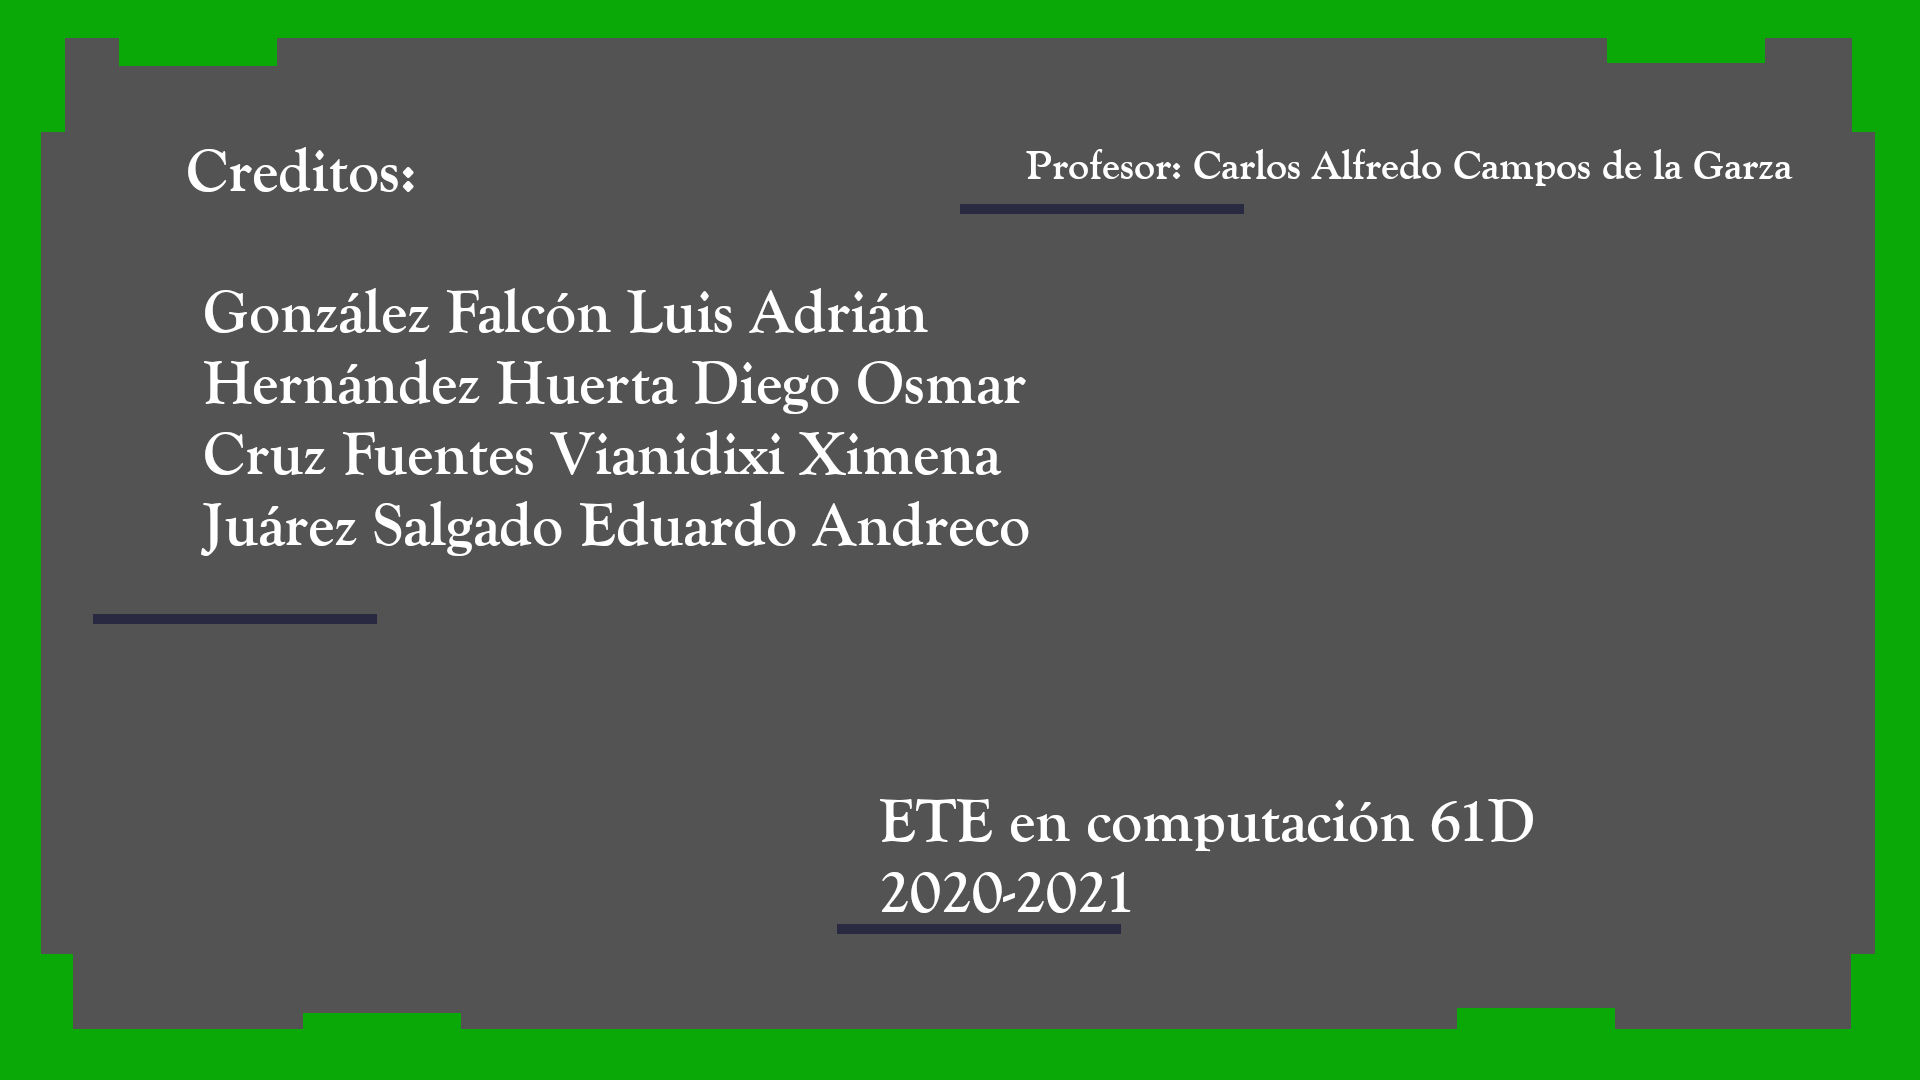 Creditos:
Profesor: Carlos Alfredo Campos de la Garza
González Falcón Luis Adrián
Hernández Huerta Diego Osmar
Cruz Fuentes Vianidixi Ximena
Juárez Salgado Eduardo Andreco
ETE en computación 61D
2020-2021